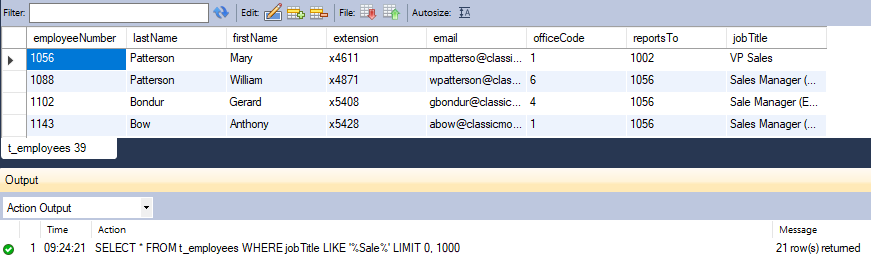 Filter: Edit: File: Autosize:
employeeNumber lastName firstName extension email officeCode reportsTo jobTitle
1056 Patterson Mary x4611 mpatterso@classic... 1 1002 VP Sales
1088 Patterson William x4871 wpatterson@classic... 6 1056 Sales Manager (...
1102 Bondur Gerard x5408 gbondur@classic... 4 1056 Sale Manager (E...
1143 Bow Anthony x5428 abow@classicmo... 1 1056 Sales Manager (...
t_employees 39
Output
Action Output
Time Action Message
1 09:24:21 SELECT * FROM t_employees WHERE jobTitle LIKE '%Sale%' LIMIT 0, 1000 21 row(s) returned